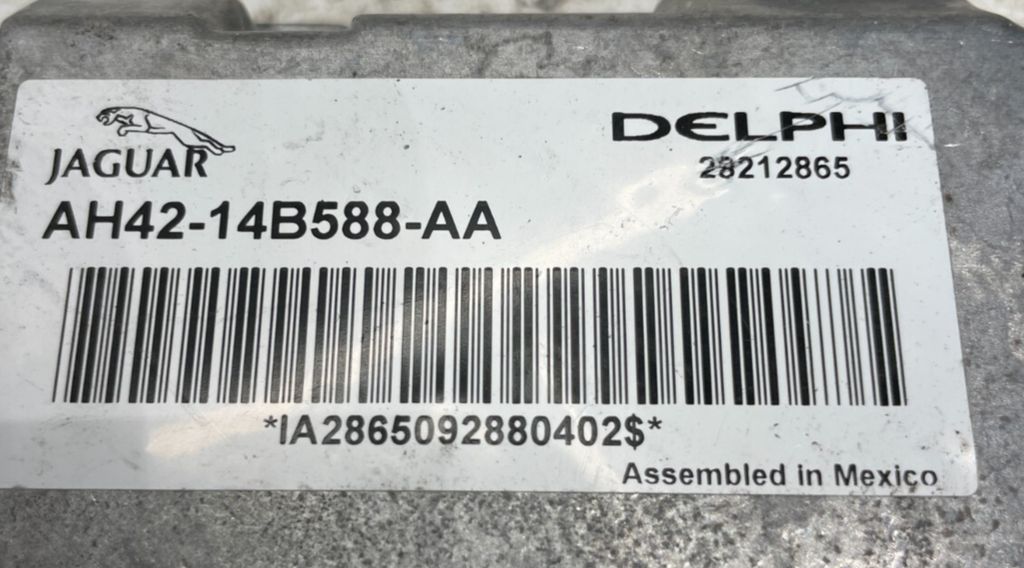 JAGUAR
DELPHI
28212865
AH42-14B588-AA
*IA2865092880402$*
Assembled in Mexico